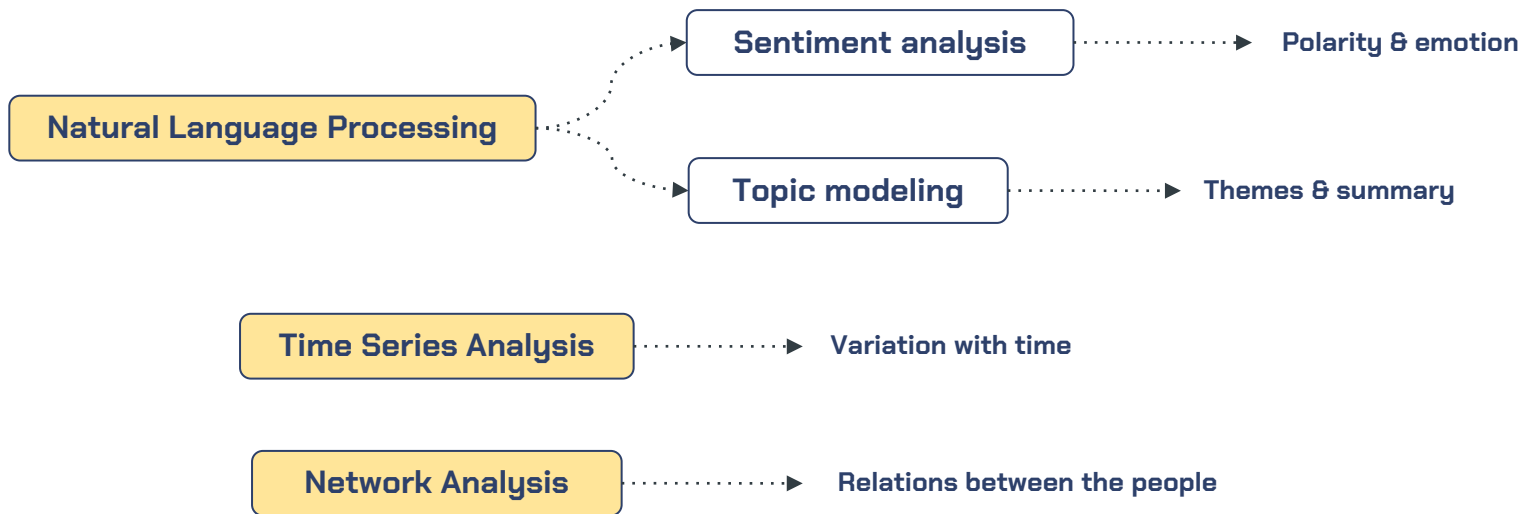 Sentiment analysis
Polarity & emotion
Natural Language Processing
Topic modeling
Themes & summary
Time Series Analysis
Variation with time
Network Analysis
Relations between the people